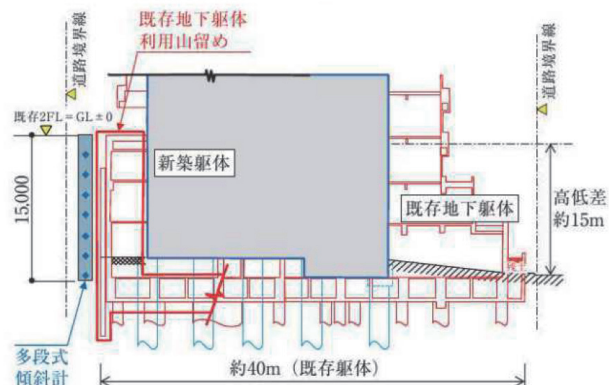 既存地下躯体
利用山留め
道路境界線
道路境界線
既存2FL=GL±0
新築躯体
15,000
既存地下躯体
高低差
約15m
多段式
傾斜計
約40m（既存躯体）